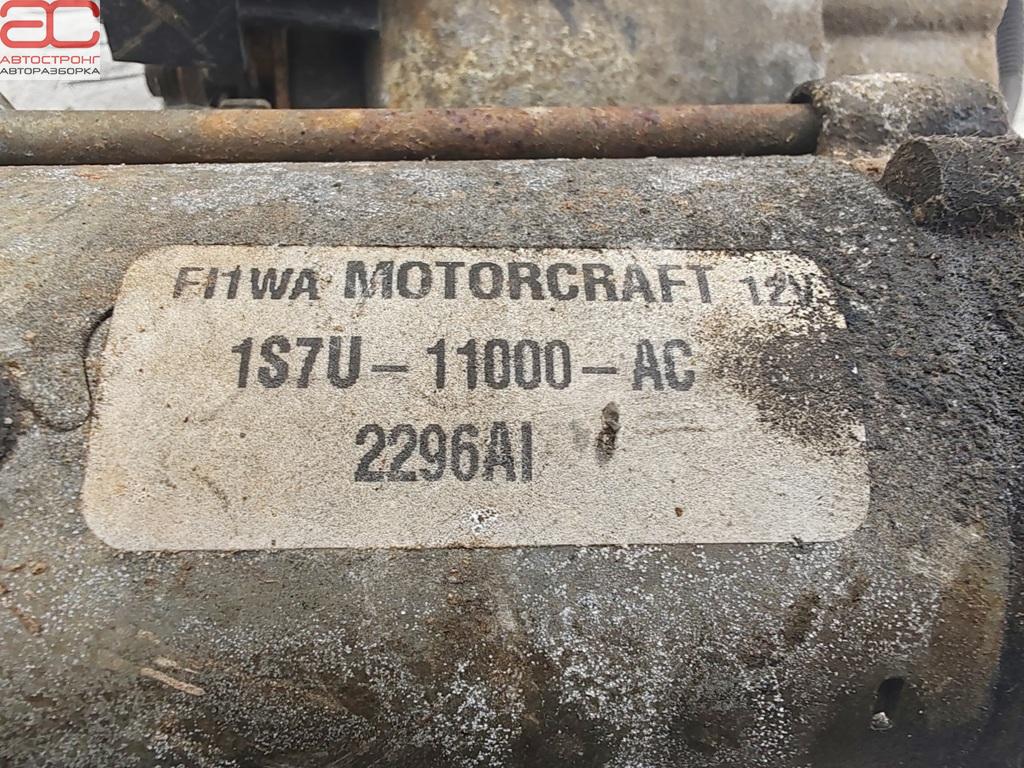 АС
АВТОСТРОНГ
АВТОРАЗБОРКА
FI1WA MOTORCRAFT 12V
1S7U-11000-AC
2296AI